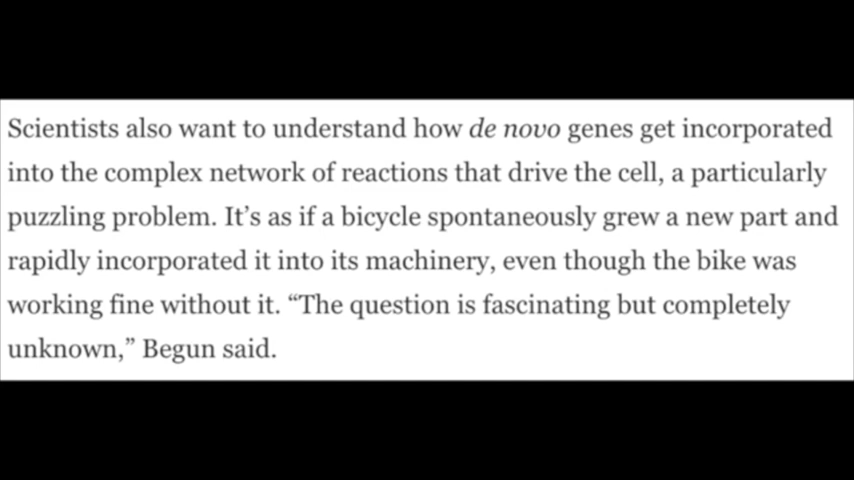 Scientists also want to understand how de novo genes get incorporated
into the complex network of reactions that drive the cell, a particularly
puzzling problem. It’s as if a bicycle spontaneously grew a new part and
rapidly incorporated it into its machinery, even though the bike was
working fine without it. “The question is fascinating but completely
unknown,” Begun said.